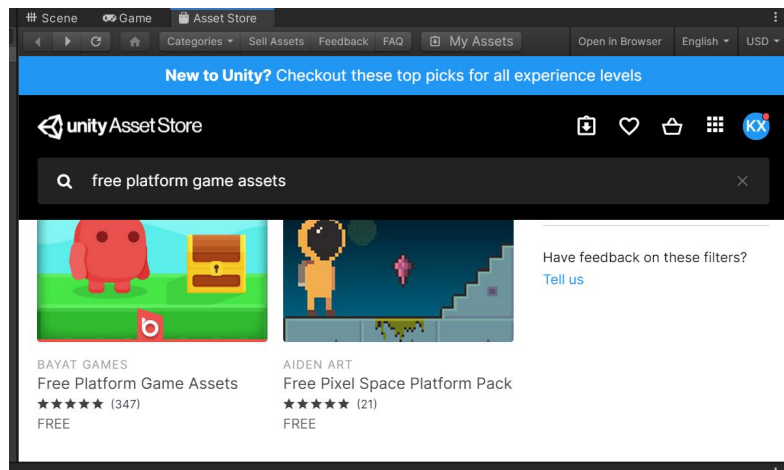 Scene Game Asset Store
Categories Sell Assets Feedback FAQ My Assets Open in Browser English USD
New to Unity? Checkout these top picks for all experience levels
unity Asset Store KX
free platform game assets
Have feedback on these filters?
Tell us
b
BAYAT GAMES
Free Platform Game Assets
(347)
FREE
AIDEN ART
Free Pixel Space Platform Pack
(21)
FREE